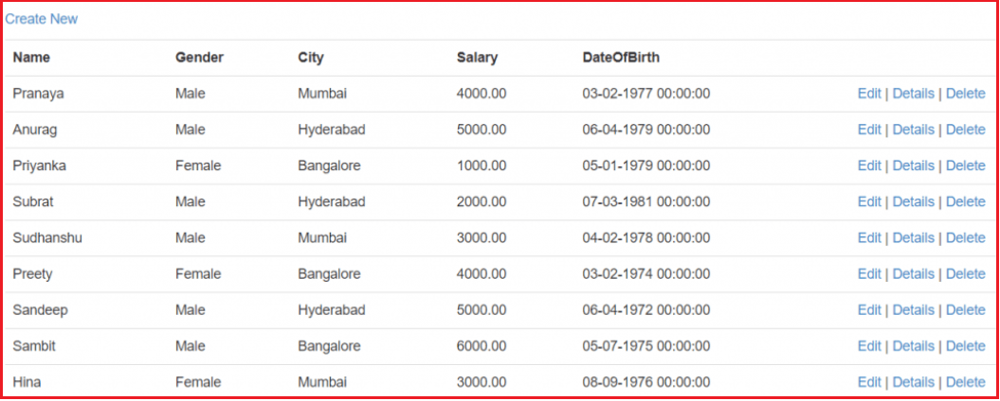 Create New
Name Gender City Salary DateOfBirth
Pranaya Male Mumbai 4000.00 03-02-1977 00:00:00 Edit | Details | Delete
Anurag Male Hyderabad 5000.00 06-04-1979 00:00:00 Edit | Details | Delete
Priyanka Female Bangalore 1000.00 05-01-1979 00:00:00 Edit | Details | Delete
Subrat Male Hyderabad 2000.00 07-03-1981 00:00:00 Edit | Details | Delete
Sudhanshu Male Mumbai 3000.00 04-02-1978 00:00:00 Edit | Details | Delete
Preety Female Bangalore 4000.00 03-02-1974 00:00:00 Edit | Details | Delete
Sandeep Male Hyderabad 5000.00 06-04-1972 00:00:00 Edit | Details | Delete
Sambit Male Bangalore 6000.00 05-07-1975 00:00:00 Edit | Details | Delete
Hina Female Mumbai 3000.00 08-09-1976 00:00:00 Edit | Details | Delete